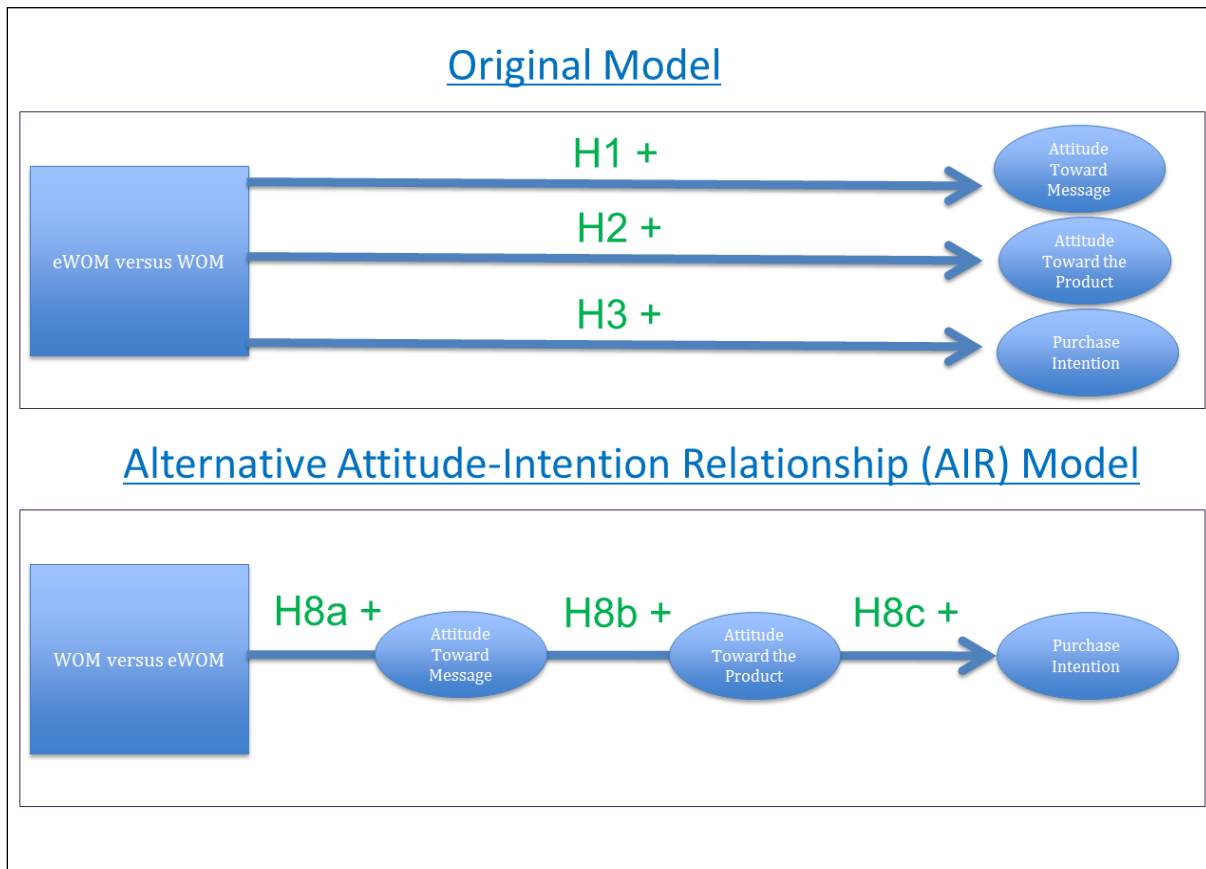 Original Model
H1 +
Attitude
Toward
Message
eWOM versus WOM
H2 +
Attitude
Toward the
Product
H3 +
Purchase
Intention
Alternative Attitude-Intention Relationship (AIR) Model
WOM versus eWOM
H8a +
Attitude
Toward
Message
H8b +
Attitude
Toward the
Product
H8c +
Purchase
Intention